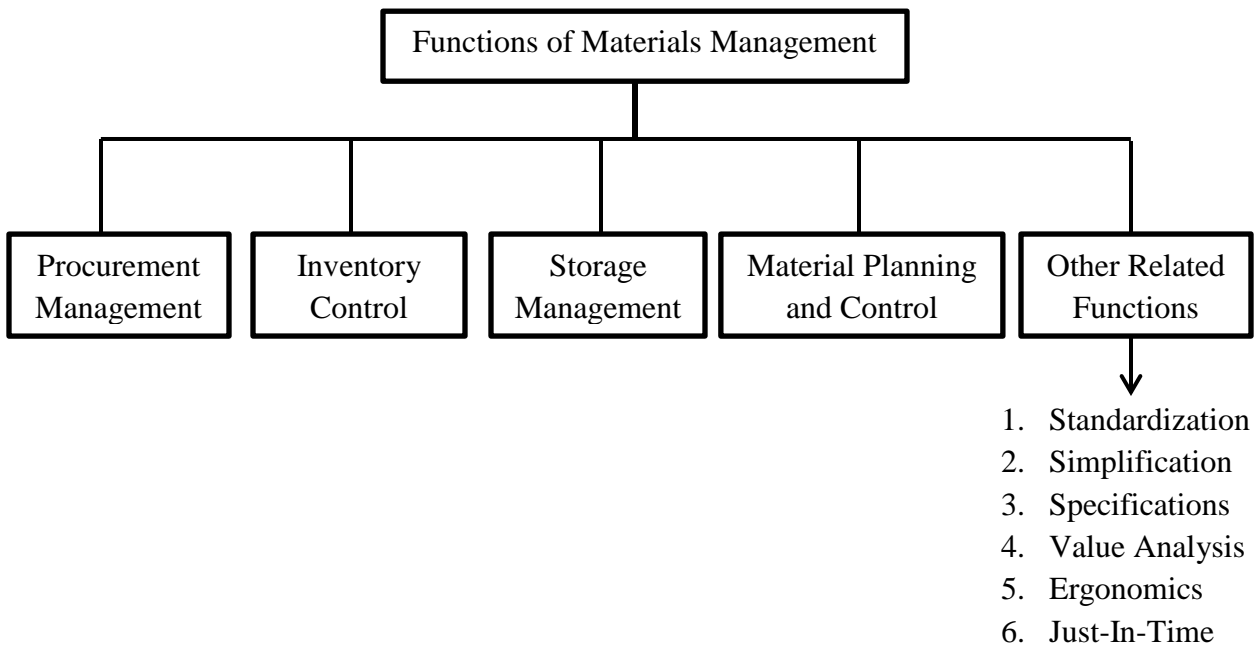 Functions of Materials Management
Procurement
Management
Inventory
Control
Storage
Management
Material Planning
and Control
Other Related
Functions
1. Standardization
2. Simplification
3. Specifications
4. Value Analysis
5. Ergonomics
6. Just-In-Time